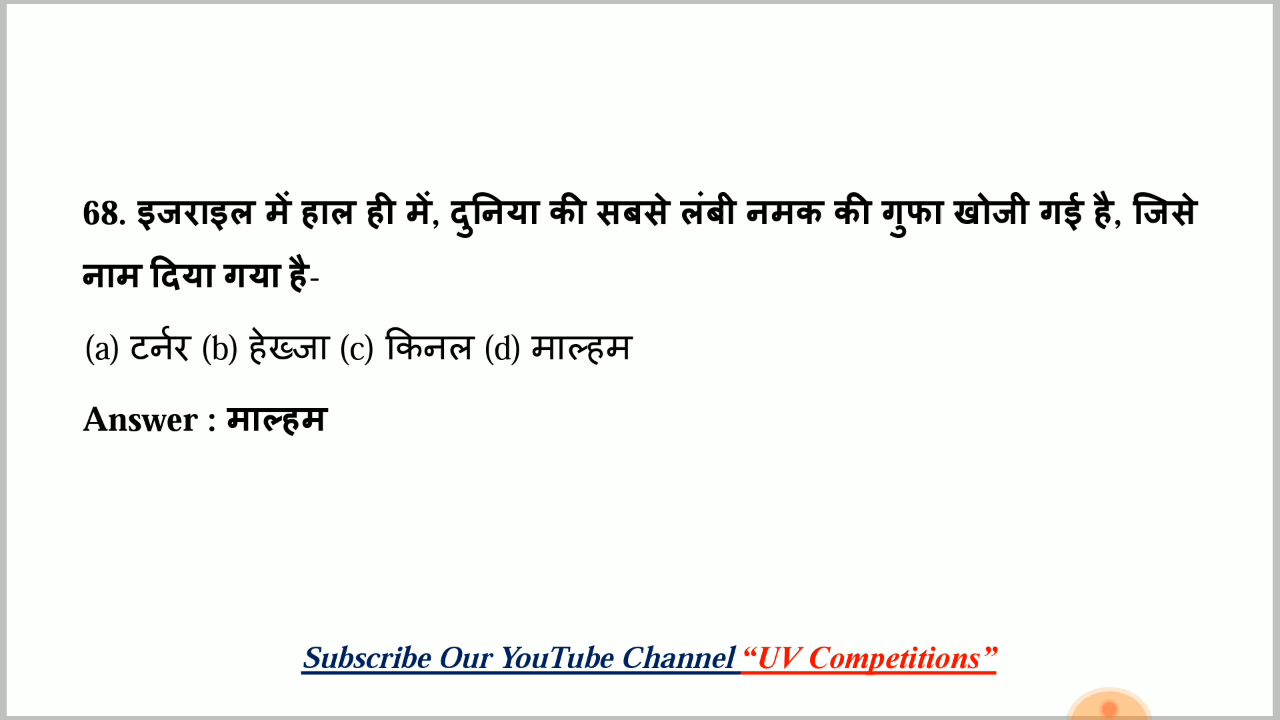 68. इजराइल में हाल ही में, दुनिया की सबसे लंबी नमक की गुफा खोजी गई है, जिसे
नाम दिया गया है-
(a) टर्नर (b) हेख्जा (c) किनल (d) माल्हम
Answer : माल्हम
Subscribe Our YouTube Channel “UV Competitions”